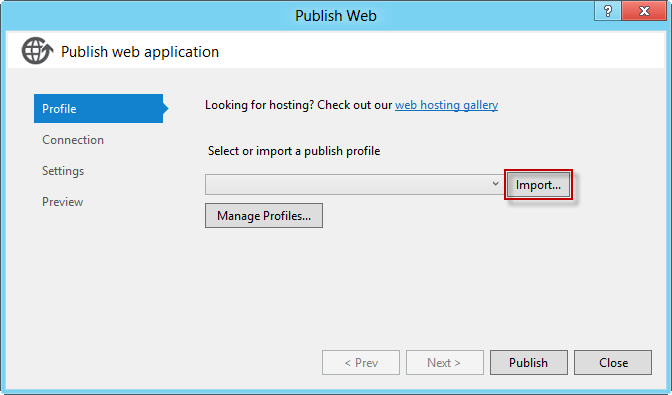 Publish Web
?
Publish web application
Profile
Connection
Settings
Preview
Looking for hosting? Check out our web hosting gallery
Select or import a publish profile
Import...
Manage Profiles...
< Prev
Next >
Publish
Close